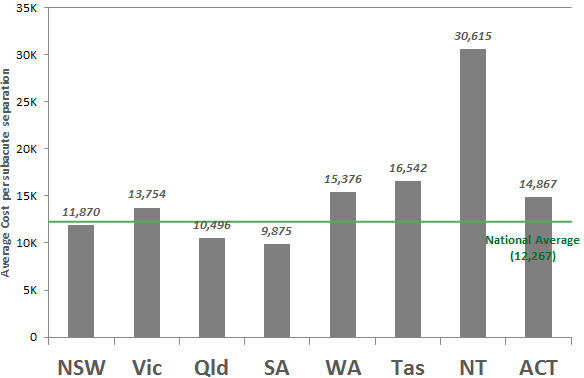 Average Cost per subacute separation
35K
30K
25K
20K
15K
10K
5K
0
11,870
13,754
10,496
9,875
15,376
16,542
30,615
14,867
National Average
(12,267)
NSW Vic Qld SA WA Tas NT ACT